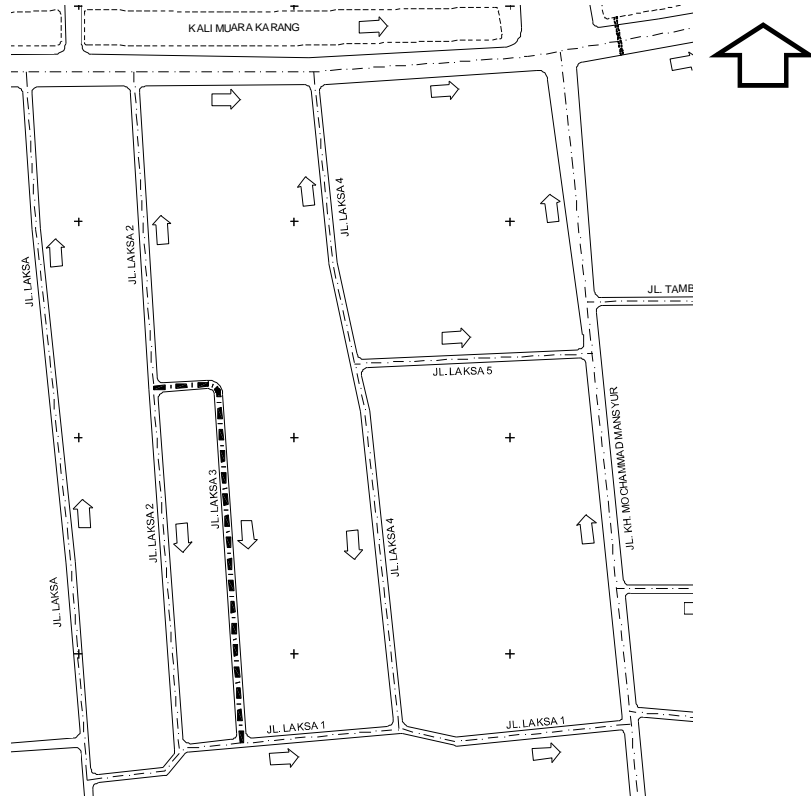 KALI MUARA KARANG
JL. LAKSA 4
JL. LAKSA 2
JL. LAKSA
JL. TAMB
JL. LAKSA 5
JL. KH. MOCHAMMAD MANSYUR
JL. LAKSA 3
JL. LAKSA 2
JL. LAKSA 4
JL. LAKSA
JL. LAKSA 1
JL. LAKSA 1